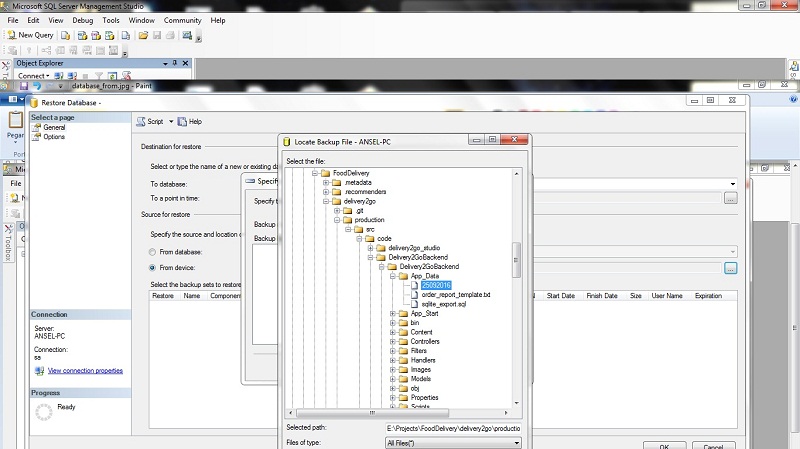 Microsoft SQL Server Management Studio
File Edit View Debug Tools Window Community Help
New Query
Object Explorer
Connect
database_from.jpg - Paint
Restore Database -
Select a page
General
Options
Script Help
Pegar
Destination for restore
Select or type the name of a new or existing da
To database:
To a point in time:
Source for restore
Specify the source and location o
From database:
From device:
Select the backup sets to restore
Restore Name Component
Start Date Finish Date Size User Name Expiration
Connection
Server:
ANSEL-PC
Connection:
sa
View connection properties
Progress
Ready
OK
Cancel
File
Toolbox
Specify
Specify th
Backup
Backup
Locate Backup File - ANSEL-PC
Select the file:
FoodDelivery
.metadata
.recommenders
delivery2go
.git
production
src
code
delivery2go_studio
Delivery2GoBackend
Delivery2GoBackend
App_Data
25092016
order_report_template.txt
sqlite_export.sql
App_Start
bin
Content
Controllers
Filters
Handlers
Images
Models
obj
Properties
Scripts
Selected path:
E:\Projects\FoodDelivery\delivery2go\productio
Files of type:
All Files(*)